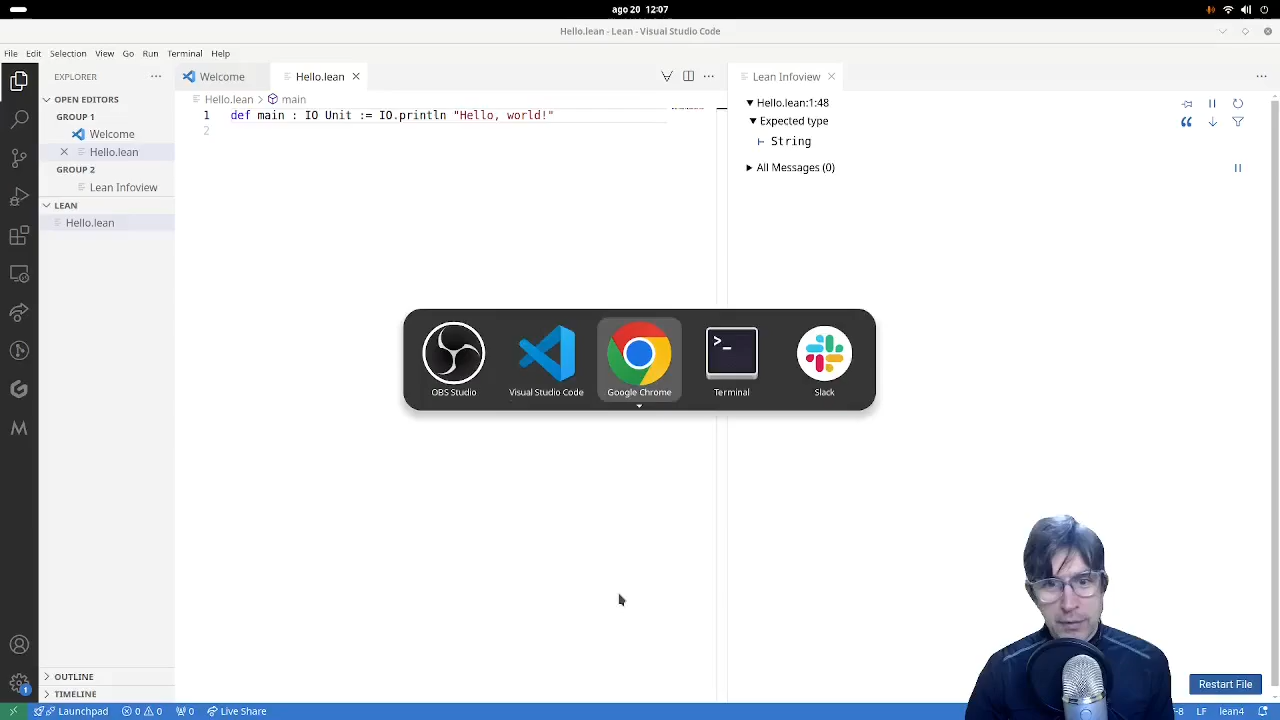 ago 20 12:07
Hello.lean - Lean - Visual Studio Code
File Edit Selection View Go Run Terminal Help
EXPLORER
Welcome
Hello.lean
Lean Infoview
OPEN EDITORS
GROUP 1
Welcome
Hello.lean
GROUP 2
Lean Infoview
LEAN
Hello.lean
OUTLINE
TIMELINE
Hello.lean > main
1 def main : IO Unit := IO.println "Hello, world!"
2
Hello.lean:1:48
Expected type
⊢ String
All Messages (0)
OBS Studio
Visual Studio Code
Google Chrome
Terminal
Slack
Restart File
1
Launchpad 0 0 0 Live Share
-8 LF lean4